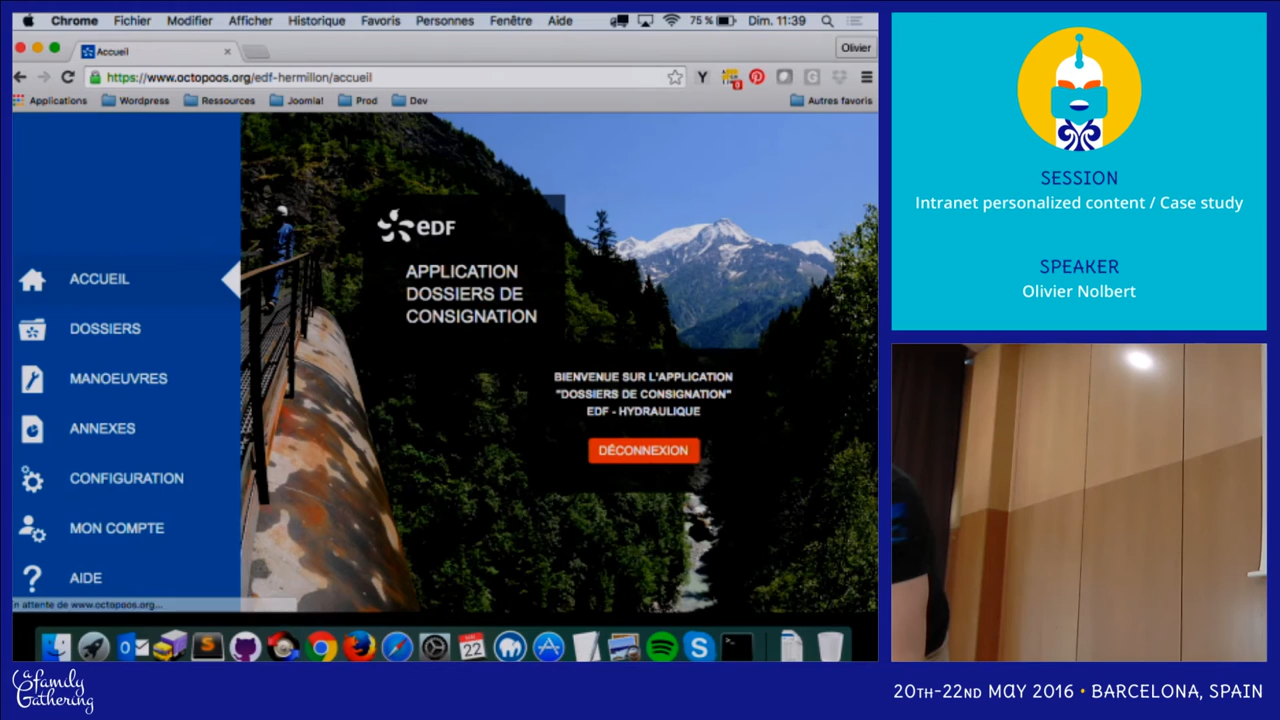 Chrome Fichier Modifier Afficher Historique Favoris Personnes Fenêtre Aide 75 % Dim. 11:39
Accueil
Olivier
https://www.octopoos.org/edf-hermillon/accueil
Applications Wordpress Ressources Joomla! Prod Dev Autres favoris
eDF
APPLICATION
DOSSIERS DE
CONSIGNATION
ACCUEIL
DOSSIERS
MANOEUVRES
ANNEXES
CONFIGURATION
MON COMPTE
AIDE
BIENVENUE SUR L'APPLICATION
"DOSSIERS DE CONSIGNATION"
EDF - HYDRAULIQUE
DÉCONNEXION
n attente de www.octopoos.org...
22
SESSION
Intranet personalized content / Case study
SPEAKER
Olivier Nolbert
a family Gathering
20TH-22ND MAY 2016 • BARCELONA, SPAIN